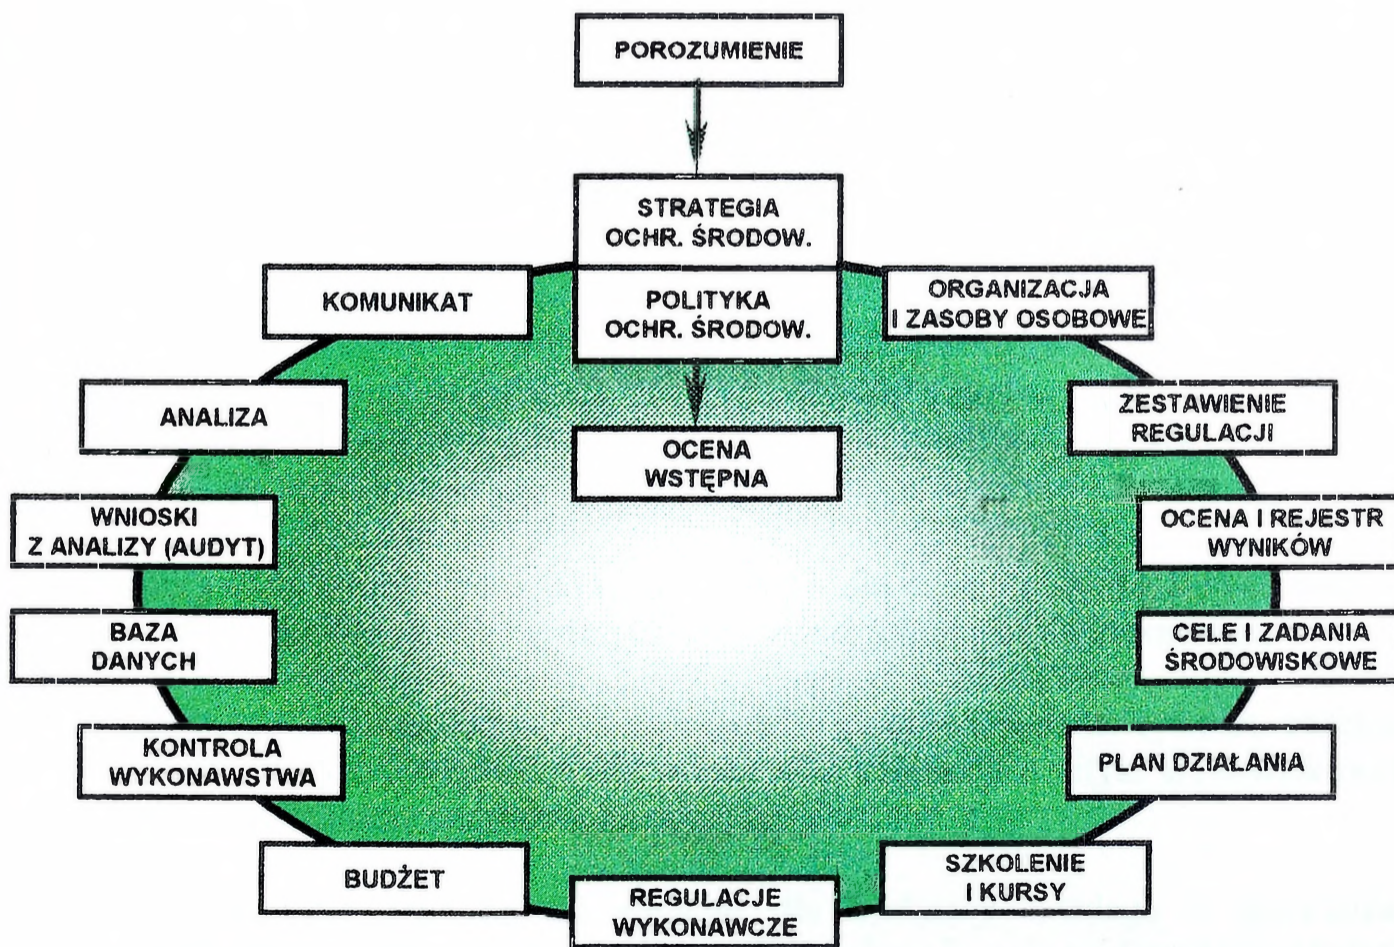 POROZUMIENIE
STRATEGIA
OCHR. ŚRODOW.
POLITYKA
OCHR. ŚRODOW.
OCENA
WSTĘPNA
ORGANIZACJA
I ZASOBY OSOBOWE
ZESTAWIENIE
REGULACJI
OCENA I REJESTR
WYNIKÓW
CELE I ZADANIA
ŚRODOWISKOWE
PLAN DZIAŁANIA
SZKOLENIE
I KURSY
REGULACJE
WYKONAWCZE
BUDŻET
KONTROLA
WYKONAWSTWA
BAZA
DANYCH
WNIOSKI
Z ANALIZY (AUDYT)
ANALIZA
KOMUNIKAT